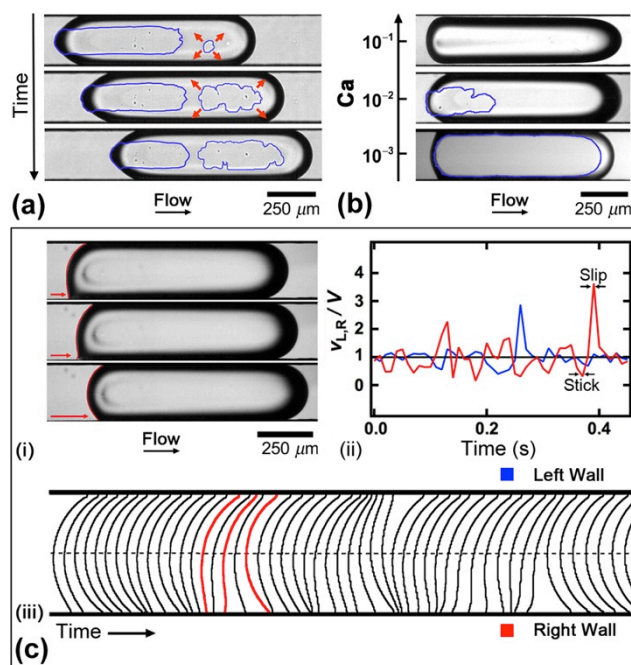 Time
(a)
Flow
250 μm
Ca
10⁻¹
10⁻²
10⁻³
(b)
Flow
250 μm
(i)
Flow
250 μm
v_L,R / V
4
3
2
1
0
Slip
Stick
0.0
0.2
0.4
(ii)
Time (s)
Left Wall
(iii)
(c)
Time
Right Wall